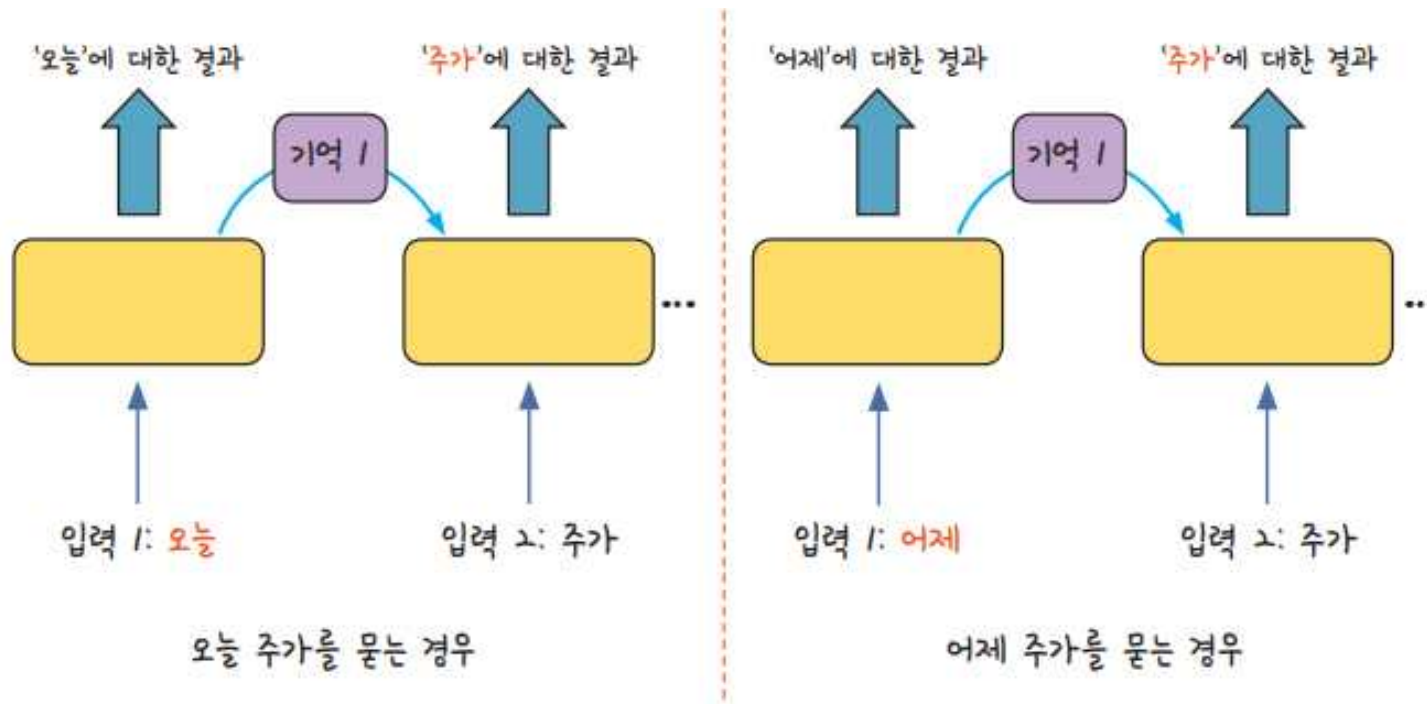 '오늘'에 대한 결과
'주가'에 대한 결과
기억 1
...
입력 1: 오늘
입력 2: 주가
오늘 주가를 묻는 경우
'어제'에 대한 결과
'주가'에 대한 결과
기억 1
..
입력 1: 어제
입력 2: 주가
어제 주가를 묻는 경우